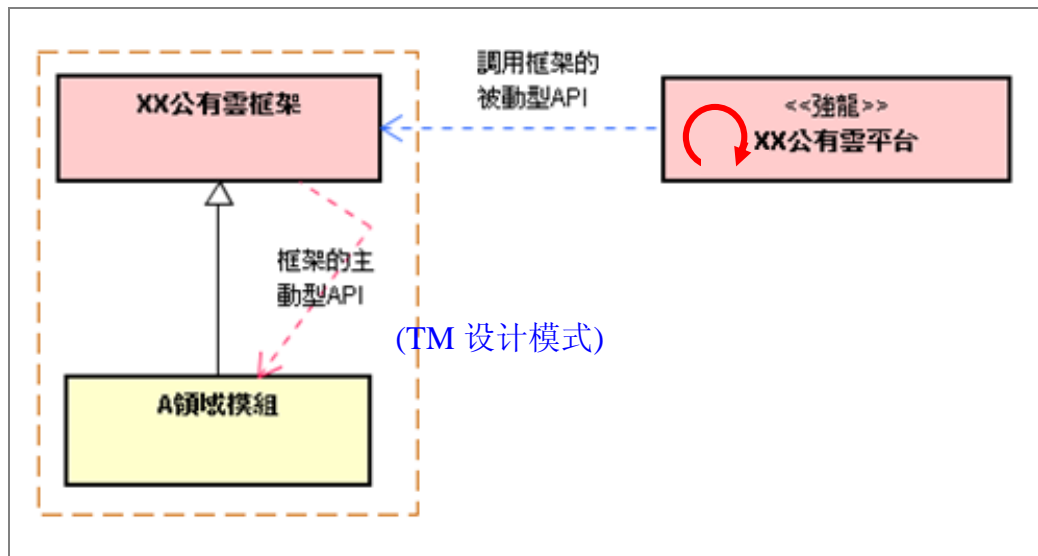 XX公有雲框架
調用框架的
被動型API
<<強龍>>
XX公有雲平台
框架的主
動型API
(TM 设计模式)
A領域模組